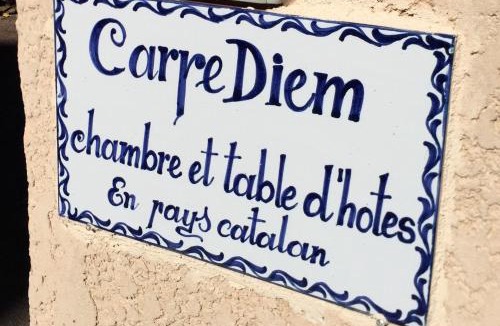 Carpe Diem
chambre et table d'hotes
En pays catalan